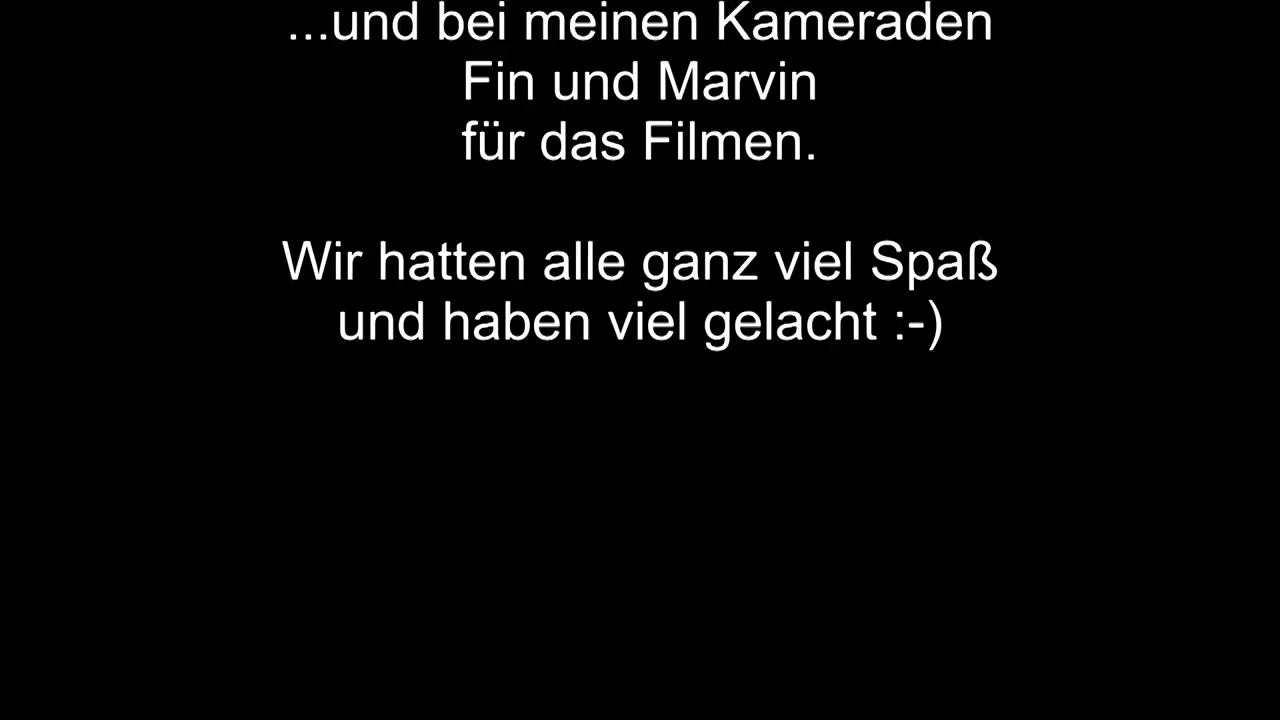 ...und bei meinen Kameraden
Fin und Marvin
für das Filmen.
Wir hatten alle ganz viel Spaß
und haben viel gelacht :-)